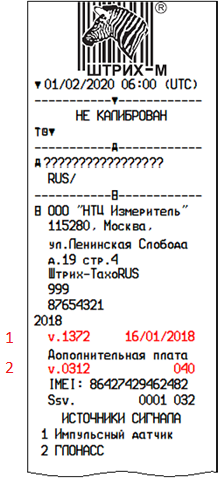 ®
ШТРИХ-М
▼01/02/2020 06:00 (UTC)
----------▼----------
НЕ КАЛИБРОВАН
T0▼
----------Д----------
Д?????????????????
RUS/
----------В----------
В ООО "НТЦ Измеритель"
115280, Москва,
ул.Ленинская Слобода
д.19 стр.4
Штрих-ТахоRUS
999
87654321
2018
1 v.1372 16/01/2018
Дополнительная плата
2 v.0312 040
IMEI: 86427429462482
Ssv. 0001 032
ИСТОЧНИКИ СИГНАЛА
1 Импульсный датчик
2 ГЛОНАСС